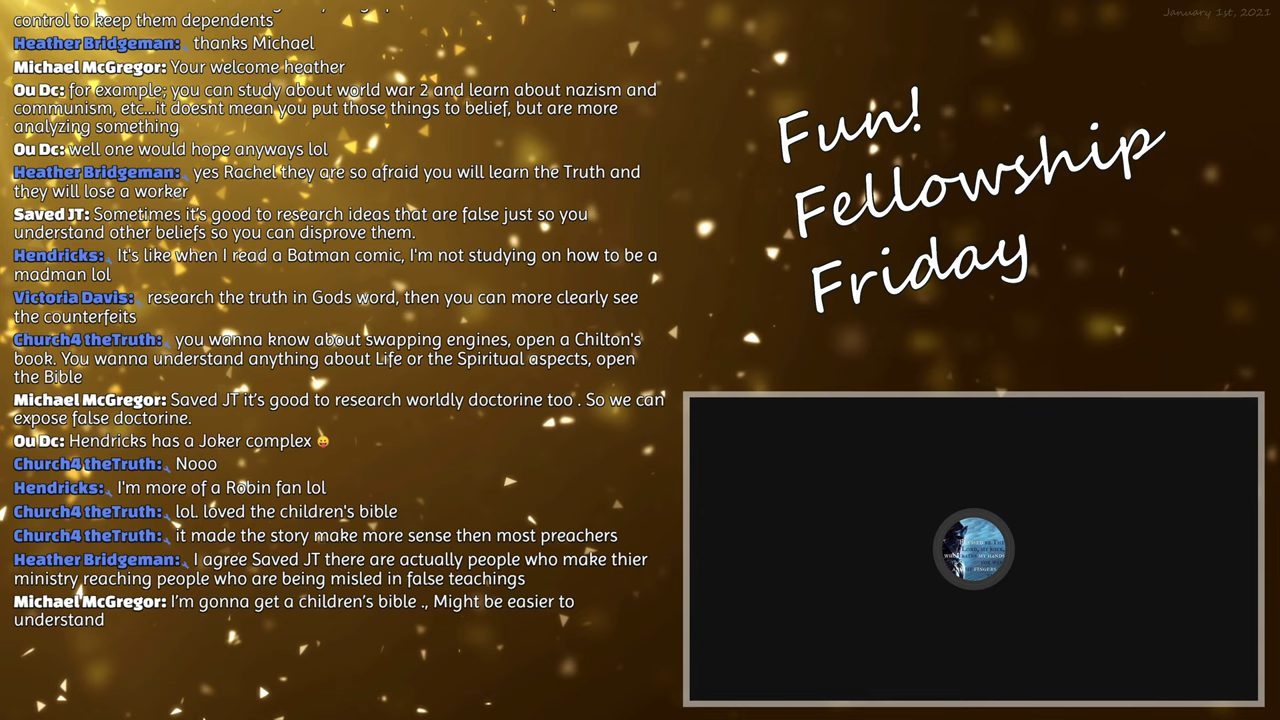 control to keep them dependents
Heather Bridgeman: thanks Michael
Michael McGregor: Your welcome heather
Ou Dc: for example; you can study about world war 2 and learn about nazism and
communism, etc...it doesnt mean you put those things to belief, but are more
analyzing something
Ou Dc: well one would hope anyways lol
Heather Bridgeman: yes Rachel they are so afraid you will learn the Truth and
they will lose a worker
Saved JT: Sometimes it's good to research ideas that are false just so you
understand other beliefs so you can disprove them.
Hendricks: It's like when I read a Batman comic, I'm not studying on how to be a
madman lol
Victoria Davis: research the truth in Gods word, then you can more clearly see
the counterfeits
Church4 theTruth: you wanna know about swapping engines, open a Chilton's
book. You wanna understand anything about Life or the Spiritual aspects, open
the Bible
Michael McGregor: Saved JT it's good to research worldly doctorine too . So we can
expose false doctorine.
Ou Dc: Hendricks has a Joker complex 😛
Church4 theTruth: Nooo
Hendricks: I'm more of a Robin fan lol
Church4 theTruth: lol. loved the children's bible
Church4 theTruth: it made the story make more sense then most preachers
Heather Bridgeman: I agree Saved JT there are actually people who make thier
ministry reaching people who are being misled in false teachings
Michael McGregor: I'm gonna get a children's bible ., Might be easier to
understand
January 1st, 2021
Fun!
Fellowship
Friday
LORD, MY ROCK,
MY HANDS
FINGERS